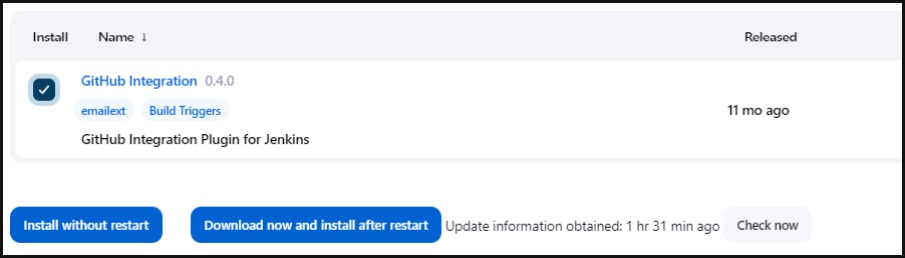 Install Name ↓ Released
GitHub Integration 0.4.0
emailext Build Triggers
11 mo ago
GitHub Integration Plugin for Jenkins
Install without restart Download now and install after restart Update information obtained: 1 hr 31 min ago Check now